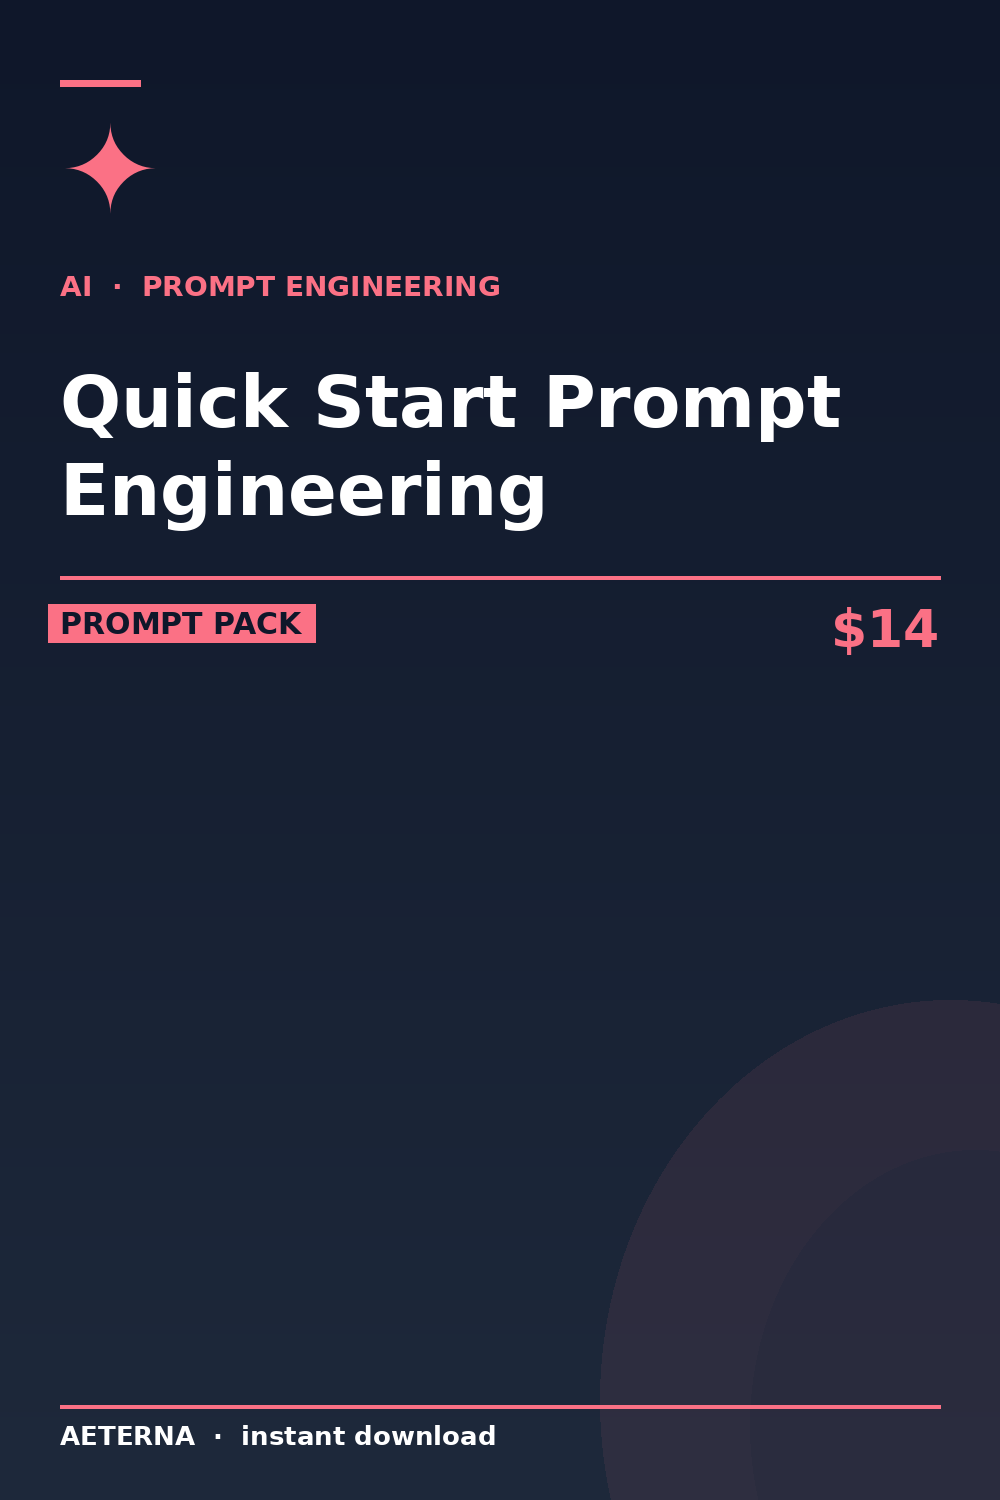 AI · PROMPT ENGINEERING
Quick Start Prompt
Engineering
PROMPT PACK
$14
AETERNA · instant download